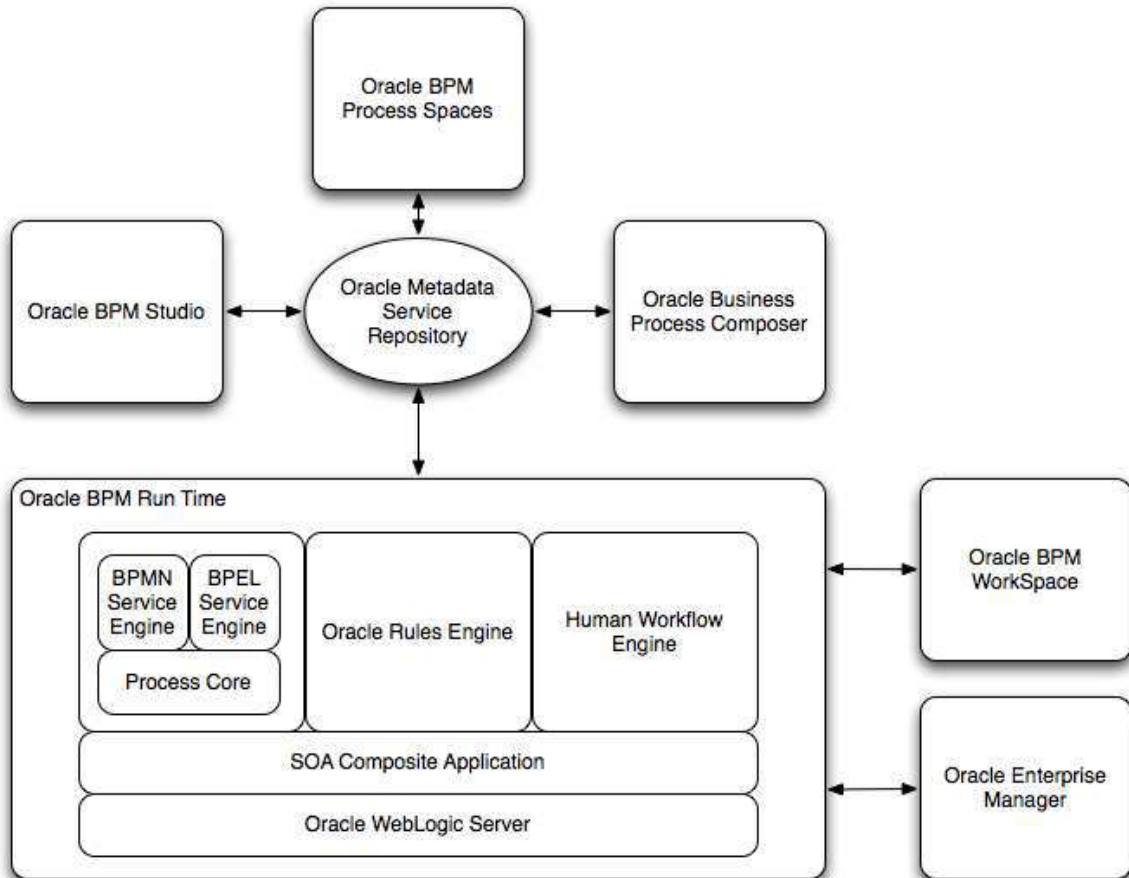 Oracle BPM
Process Spaces
Oracle BPM Studio
Oracle Metadata
Service
Repository
Oracle Business
Process Composer
Oracle BPM Run Time
BPMN
Service
Engine
BPEL
Service
Engine
Process Core
Oracle Rules Engine
Human Workflow
Engine
SOA Composite Application
Oracle WebLogic Server
Oracle BPM
WorkSpace
Oracle Enterprise
Manager